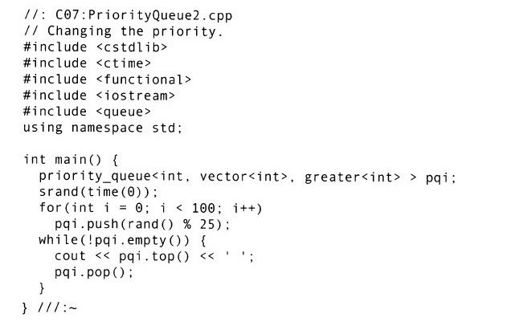 //: C07:PriorityQueue2.cpp
// Changing the priority.
#include <cstdlib>
#include <ctime>
#include <functional>
#include <iostream>
#include <queue>
using namespace std;

int main() {
  priority_queue<int, vector<int>, greater<int> > pqi;
  srand(time(0));
  for(int i = 0; i < 100; i++)
    pqi.push(rand() % 25);
  while(!pqi.empty()) {
    cout << pqi.top() << ' ';
    pqi.pop();
  }
} ///:~